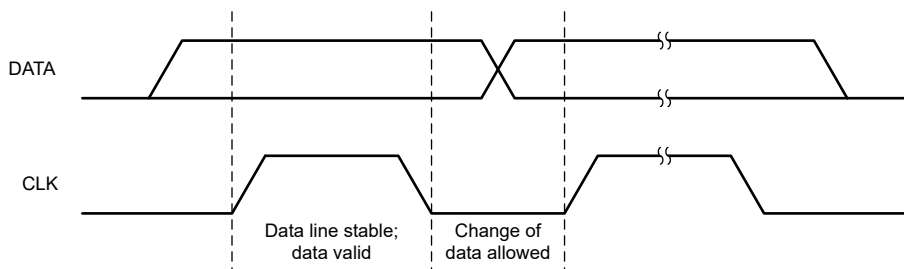 DATA
CLK
Data line stable;
data valid
Change of
data allowed